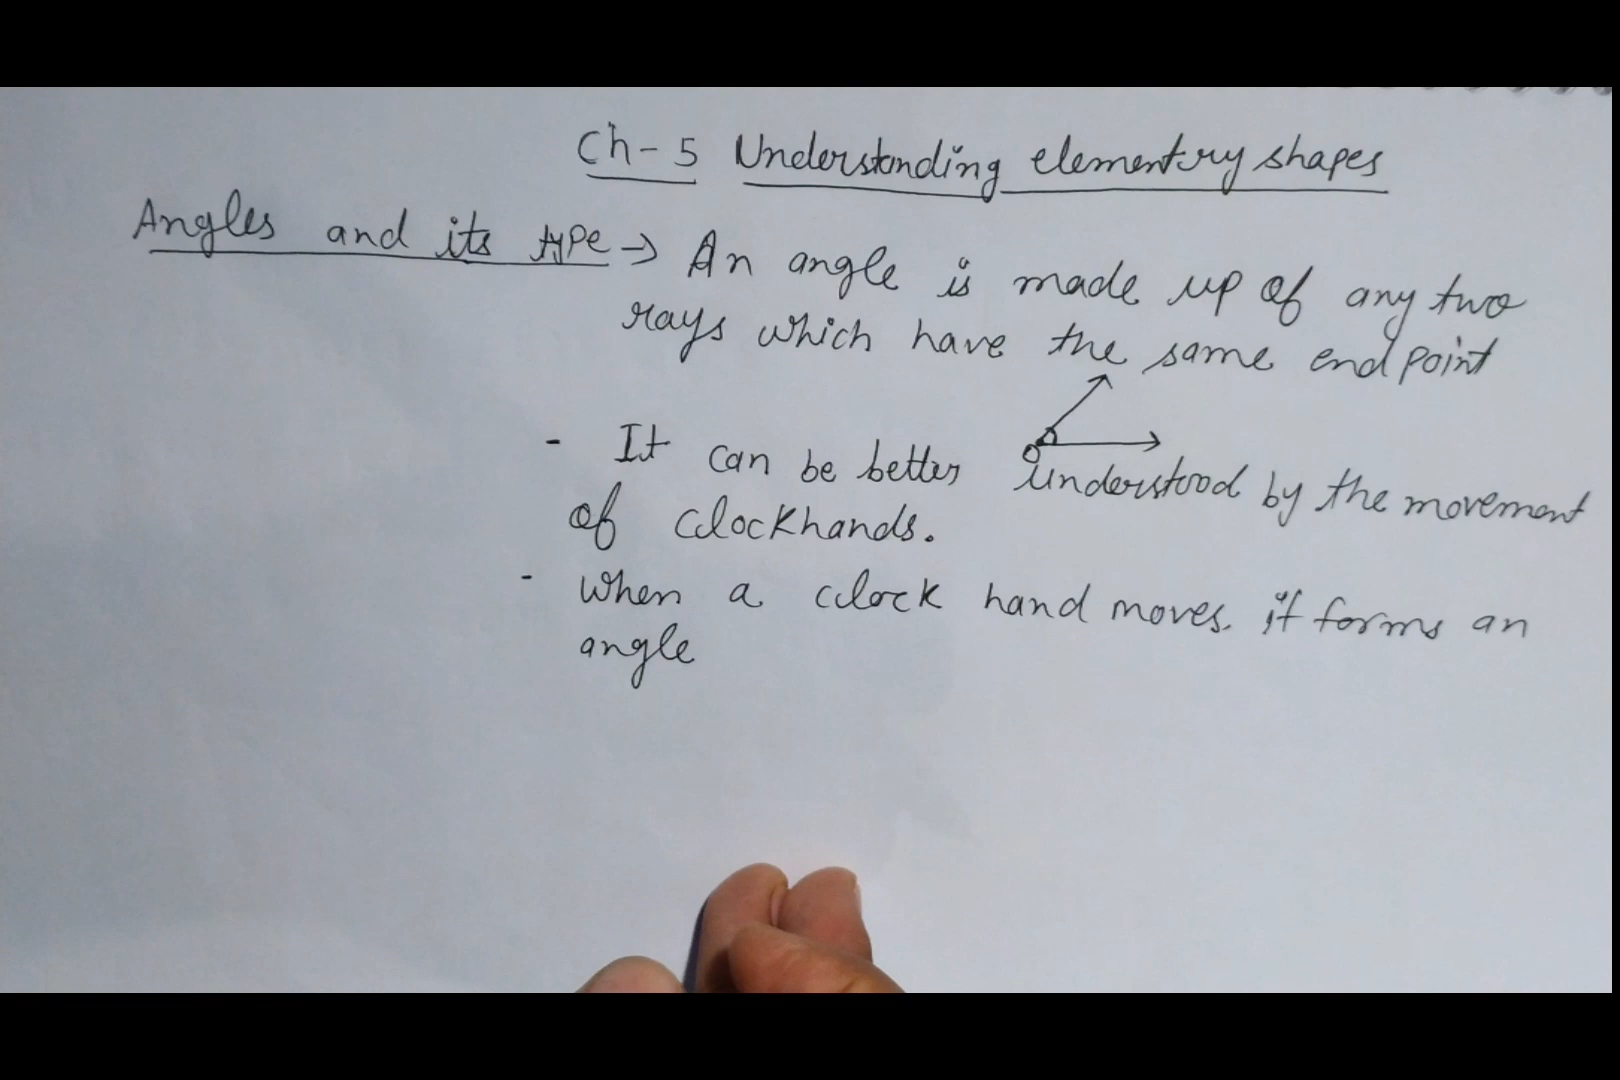 Ch-5 Understanding elementry shapes
Angles and its type → An angle is made up of any two
rays which have the same end point
O
- It can be better understood by the movement
of clockhands.
- When a clock hand moves. it forms an
angle